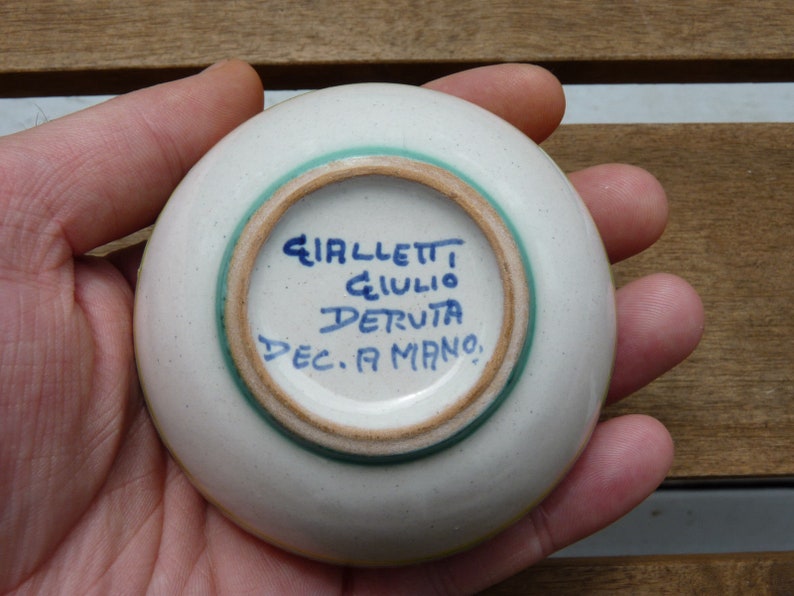 GIALLETTI
GIULIO
DERUTA
DEC. A MANO.